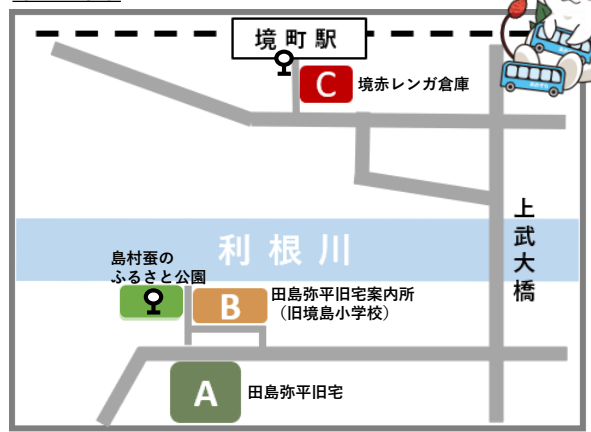 境町駅
C
境赤レンガ倉庫
上武大橋
利根川
島村蚕の
ふるさと公園
B
田島弥平旧宅案内所
（旧境島小学校）
A
田島弥平旧宅